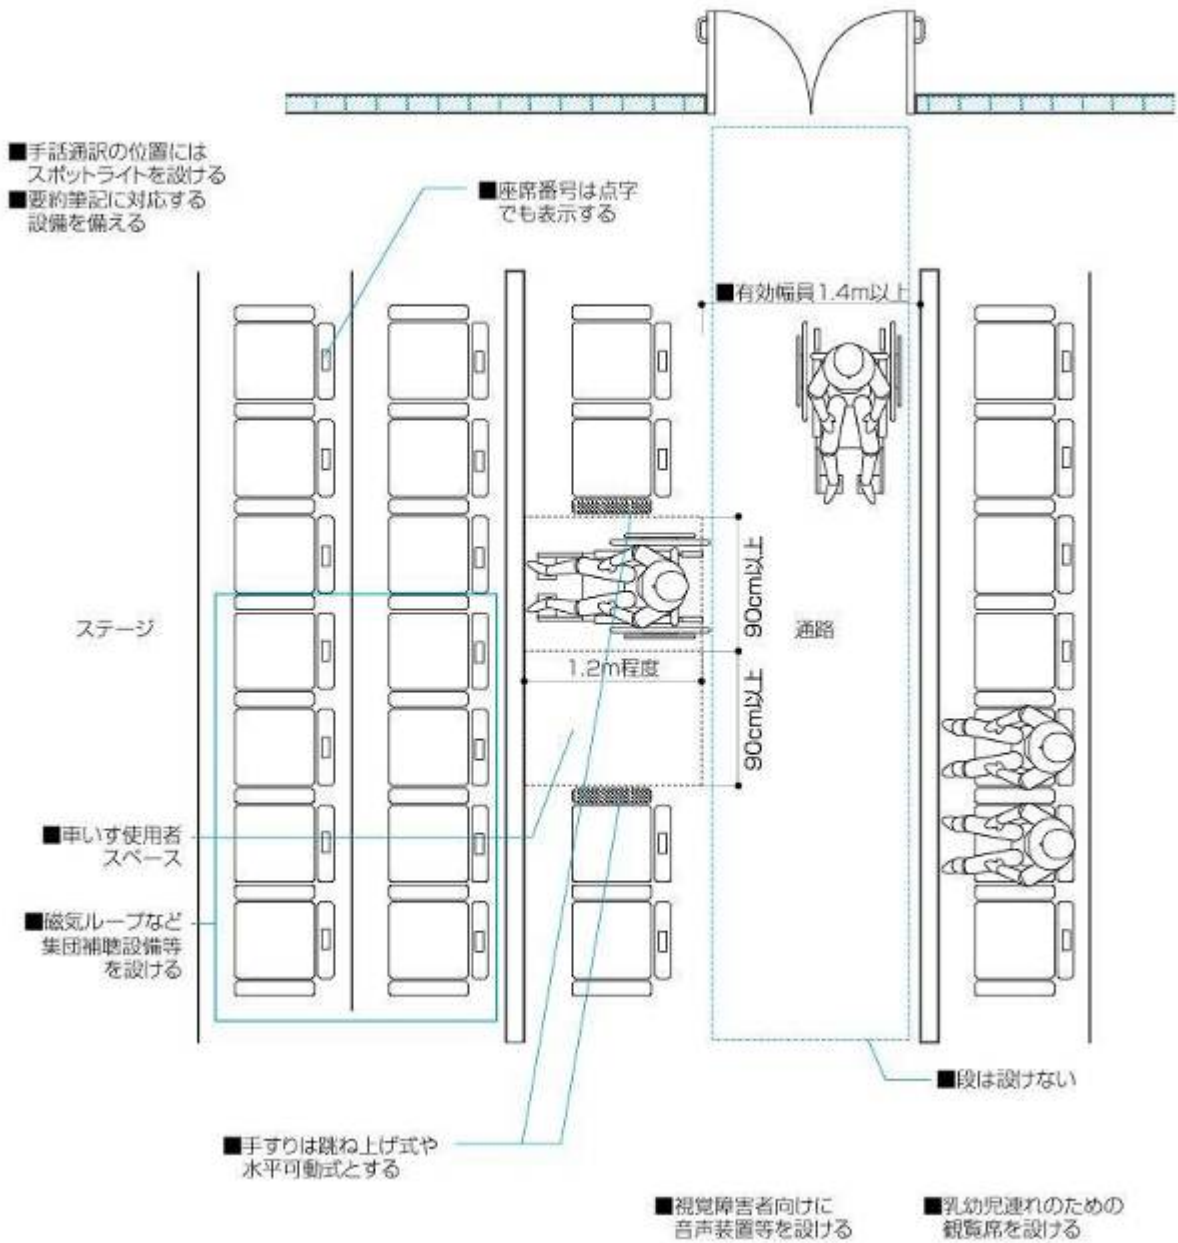 ■手話通訳の位置には
スポットライトを設ける
■要約筆記に対応する
設備を備える
■座席番号は点字
でも表示する
■有効幅員1.4m以上
ステージ
90cm以上
通路
1.2m程度
90cm以上
■車いす使用者
スペース
■磁気ループなど
集団補聴設備等
を設ける
■段は設けない
■手すりは跳ね上げ式や
水平可動式とする
■視覚障害者向けに
音声装置等を設ける
■乳幼児連れのための
観覧席を設ける